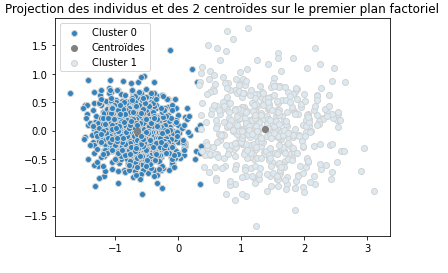 Projection des individus et des 2 centroïdes sur le premier plan factoriel
Cluster 0
Centroïdes
Cluster 1
1.5
1.0
0.5
0.0
−0.5
−1.0
−1.5
−1 0 1 2 3